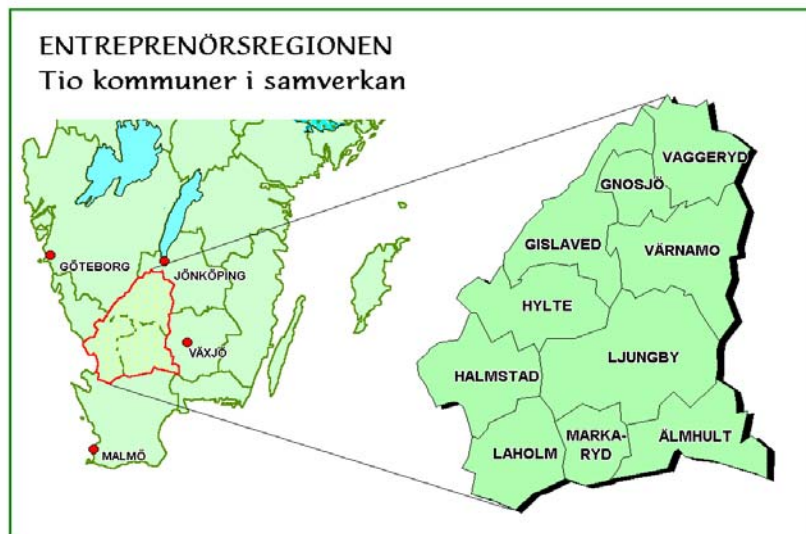 ENTREPRENÖRSREGIONEN
Tio kommuner i samverkan
GÖTEBORG
JÖNKÖPING
VÄXJÖ
MALMÖ
VAGGERYD
GNOSJÖ
GISLAVED
VÄRNAMO
HYLTE
LJUNGBY
HALMSTAD
LAHOLM
MARKA-
RYD
ÄLMHULT